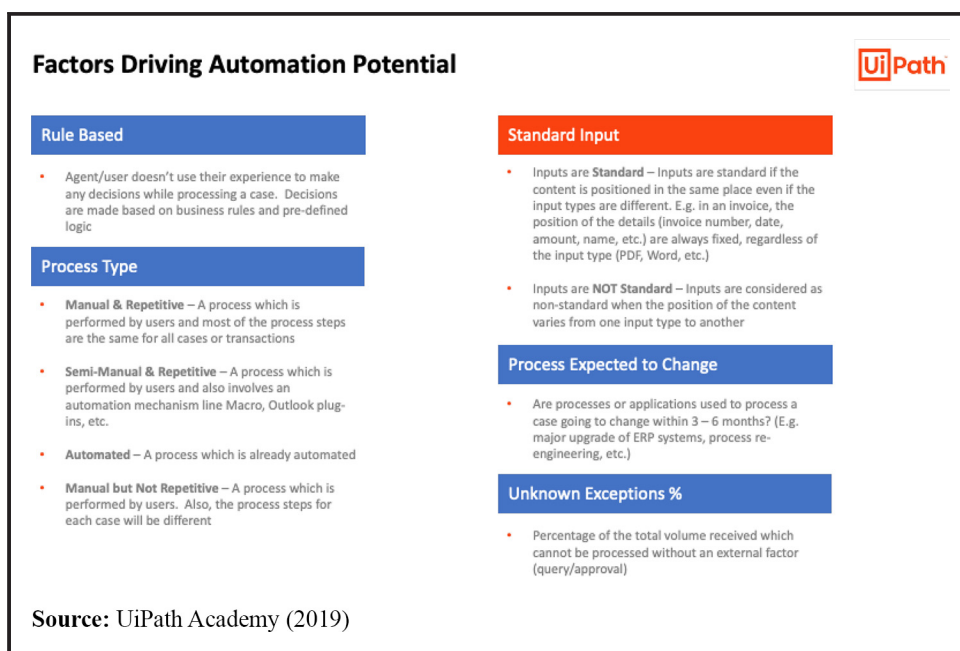 Factors Driving Automation Potential
UiPath
Rule Based
• Agent/user doesn't use their experience to make
any decisions while processing a case. Decisions
are made based on business rules and pre-defined
logic
Process Type
• Manual & Repetitive – A process which is
performed by users and most of the process steps
are the same for all cases or transactions
• Semi-Manual & Repetitive – A process which is
performed by users and also involves an
automation mechanism line Macro, Outlook plug-
ins, etc.
• Automated – A process which is already automated
• Manual but Not Repetitive – A process which is
performed by users. Also, the process steps for
each case will be different
Standard Input
• Inputs are Standard – Inputs are standard if the
content is positioned in the same place even if the
input types are different. E.g. in an invoice, the
position of the details (invoice number, date,
amount, name, etc.) are always fixed, regardless of
the input type (PDF, Word, etc.)
• Inputs are NOT Standard – Inputs are considered as
non-standard when the position of the content
varies from one input type to another
Process Expected to Change
• Are processes or applications used to process a
case going to change within 3 – 6 months? (E.g.
major upgrade of ERP systems, process re-
engineering, etc.)
Unknown Exceptions %
• Percentage of the total volume received which
cannot be processed without an external factor
(query/approval)
Source: UiPath Academy (2019)